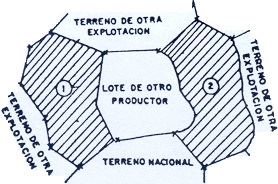 TERRENO DE OTRA
EXPLOTACION
1
LOTE DE OTRO
PRODUCTOR
2
TERRENO DE OTRA
EXPLOTACION
TERRENO DE OTRA
EXPLOTACION
TERRENO NACIONAL